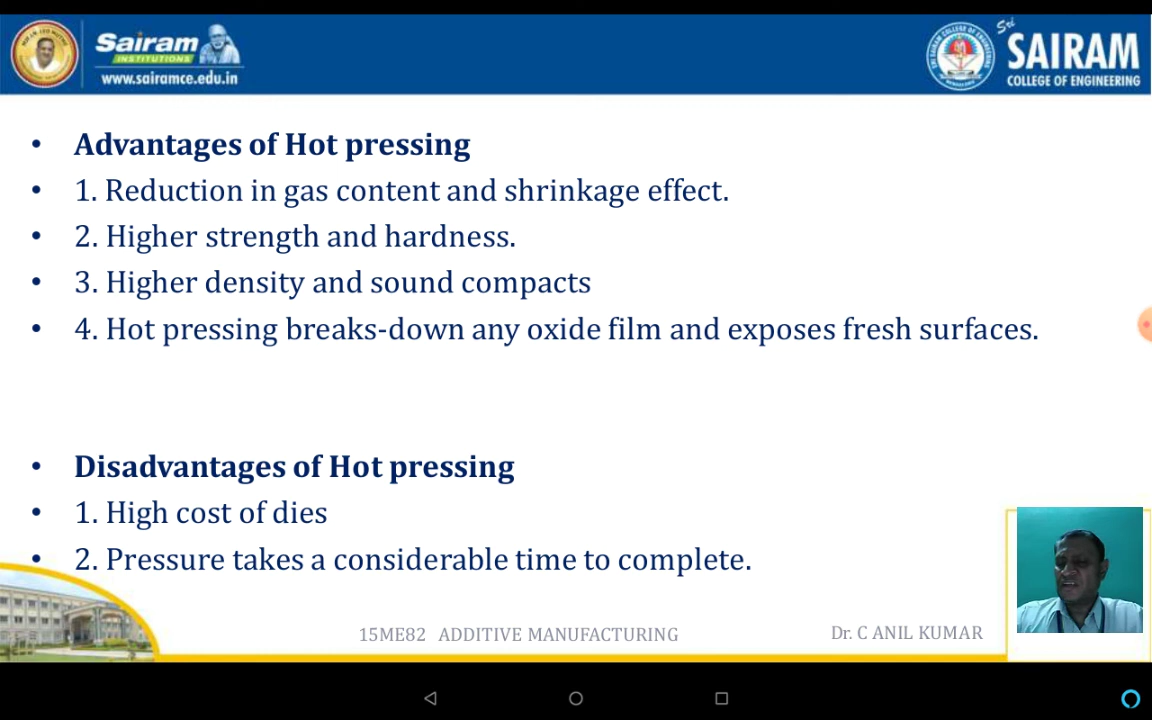 Sairam
INSTITUTIONS
www.sairamce.edu.in
Sri
SAIRAM
COLLEGE OF ENGINEERING
• Advantages of Hot pressing
• 1. Reduction in gas content and shrinkage effect.
• 2. Higher strength and hardness.
• 3. Higher density and sound compacts
• 4. Hot pressing breaks-down any oxide film and exposes fresh surfaces.
• Disadvantages of Hot pressing
• 1. High cost of dies
• 2. Pressure takes a considerable time to complete.
15ME82 ADDITIVE MANUFACTURING
Dr. C ANIL KUMAR